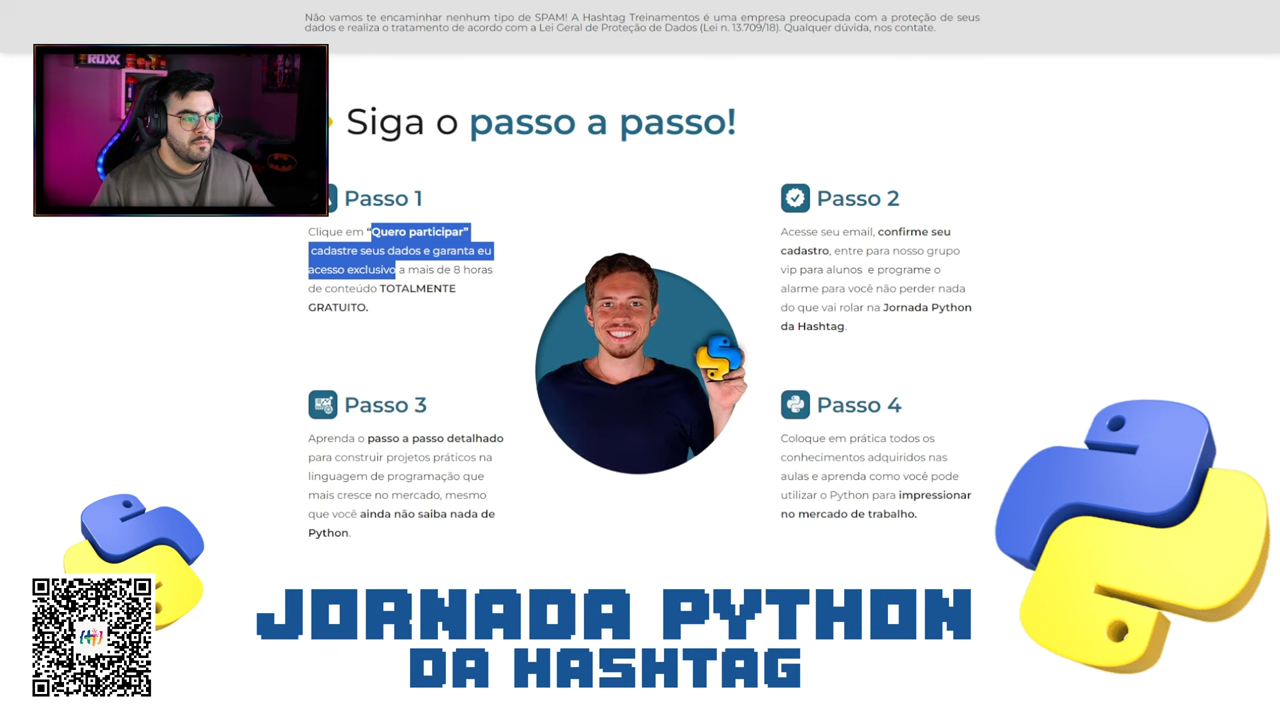 Não vamos te encaminhar nenhum tipo de SPAM! A Hashtag Treinamentos é uma empresa preocupada com a proteção de seus
dados e realiza o tratamento de acordo com a Lei Geral de Proteção de Dados (Lei n. 13.709/18). Qualquer dúvida, nos contate.
ROXX
Siga o passo a passo!
Passo 1
Clique em “Quero participar”
cadastre seus dados e garanta eu
acesso exclusivo a mais de 8 horas
de conteúdo TOTALMENTE
GRATUITO.
Passo 2
Acesse seu email, confirme seu
cadastro, entre para nosso grupo
vip para alunos e programe o
alarme para você não perder nada
do que vai rolar na Jornada Python
da Hashtag.
Passo 3
Aprenda o passo a passo detalhado
para construir projetos práticos na
linguagem de programação que
mais cresce no mercado, mesmo
que você ainda não saiba nada de
Python.
Passo 4
Coloque em prática todos os
conhecimentos adquiridos nas
aulas e aprenda como você pode
utilizar o Python para impressionar
no mercado de trabalho.
JORNADA PYTHON
DA HASHTAG